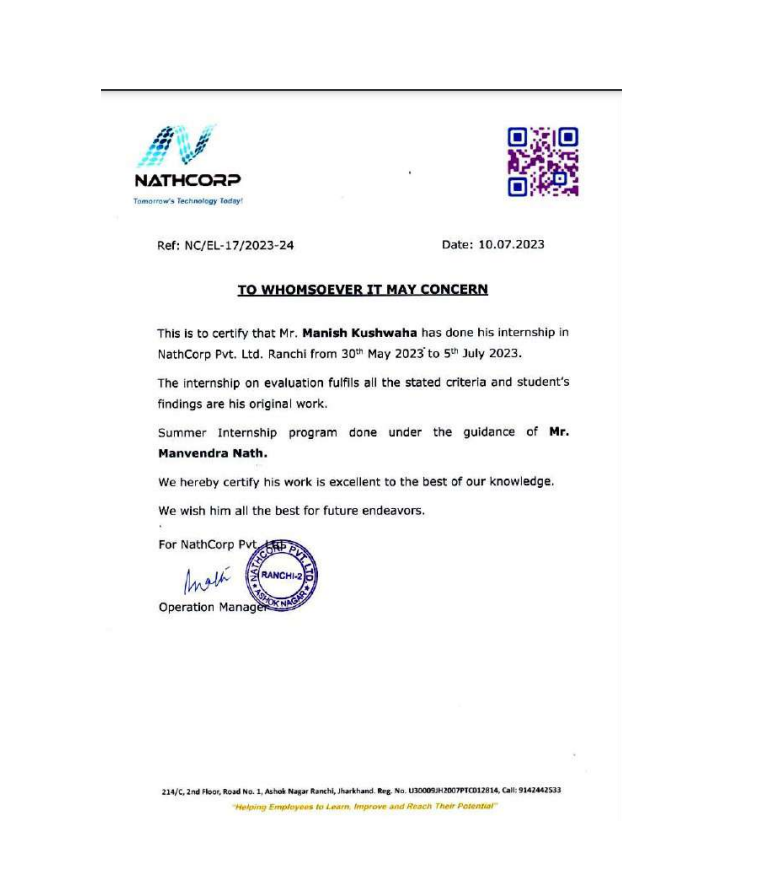 NATHCORP
Tomorrow's Technology Today!
Ref: NC/EL-17/2023-24
Date: 10.07.2023
TO WHOMSOEVER IT MAY CONCERN
This is to certify that Mr. Manish Kushwaha has done his internship in
NathCorp Pvt. Ltd. Ranchi from 30th May 2023 to 5th July 2023.
The internship on evaluation fulfils all the stated criteria and student's
findings are his original work.
Summer Internship program done under the guidance of Mr.
Manvendra Nath.
We hereby certify his work is excellent to the best of our knowledge.
We wish him all the best for future endeavors.
For NathCorp Pvt. Ltd
NATHCORP PVT. LTD.
RANCHI-2
ASHOK NAGAR
Operation Manager
214/C, 2nd Floor, Road No. 1, Ashok Nagar Ranchi, Jharkhand. Reg. No. U30009JH2007PTC012814, Call: 9142442533
"Helping Employees to Learn, Improve and Reach Their Potential"